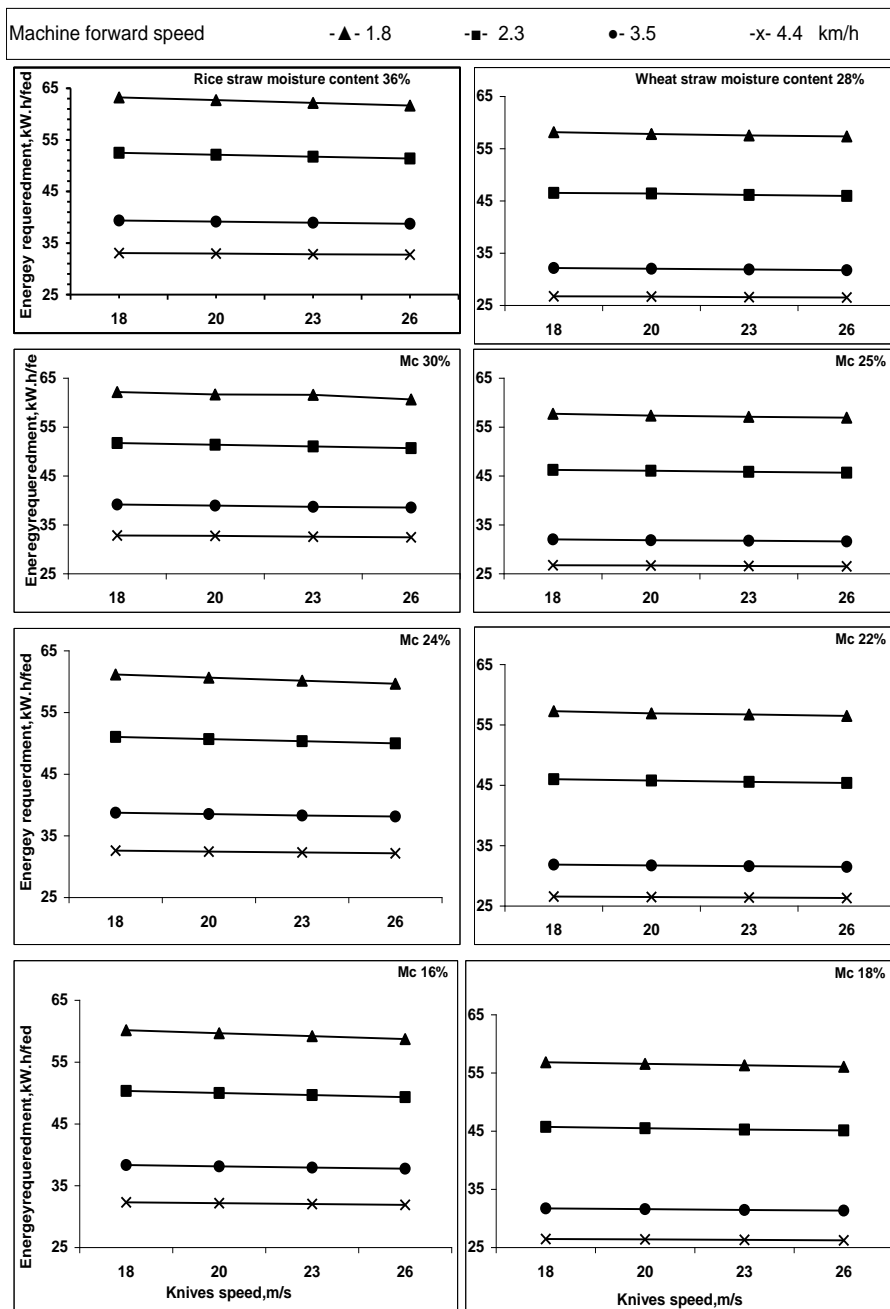 Machine forward speed -▲- 1.8 -■- 2.3 ●- 3.5 -x- 4.4 km/h
Rice straw moisture content 36%
Energey requeredment,kW.h/fed
65
55
45
35
25
18 20 23 26
Wheat straw moisture content 28%
65
55
45
35
25
18 20 23 26
Mc 30%
Eneregyrequeredment,kW.h/fe
65
55
45
35
25
18 20 23 26
Mc 25%
65
55
45
35
25
18 20 23 26
Mc 24%
Energey requerdment,kW.h/fed
65
55
45
35
25
18 20 23 26
Mc 22%
65
55
45
35
25
18 20 23 26
Mc 16%
Energeyrequeredment,kW.h/fed
65
55
45
35
25
18 20 23 26
Knives speed,m/s
Mc 18%
65
55
45
35
25
18 20 23 26
Knives speed,m/s